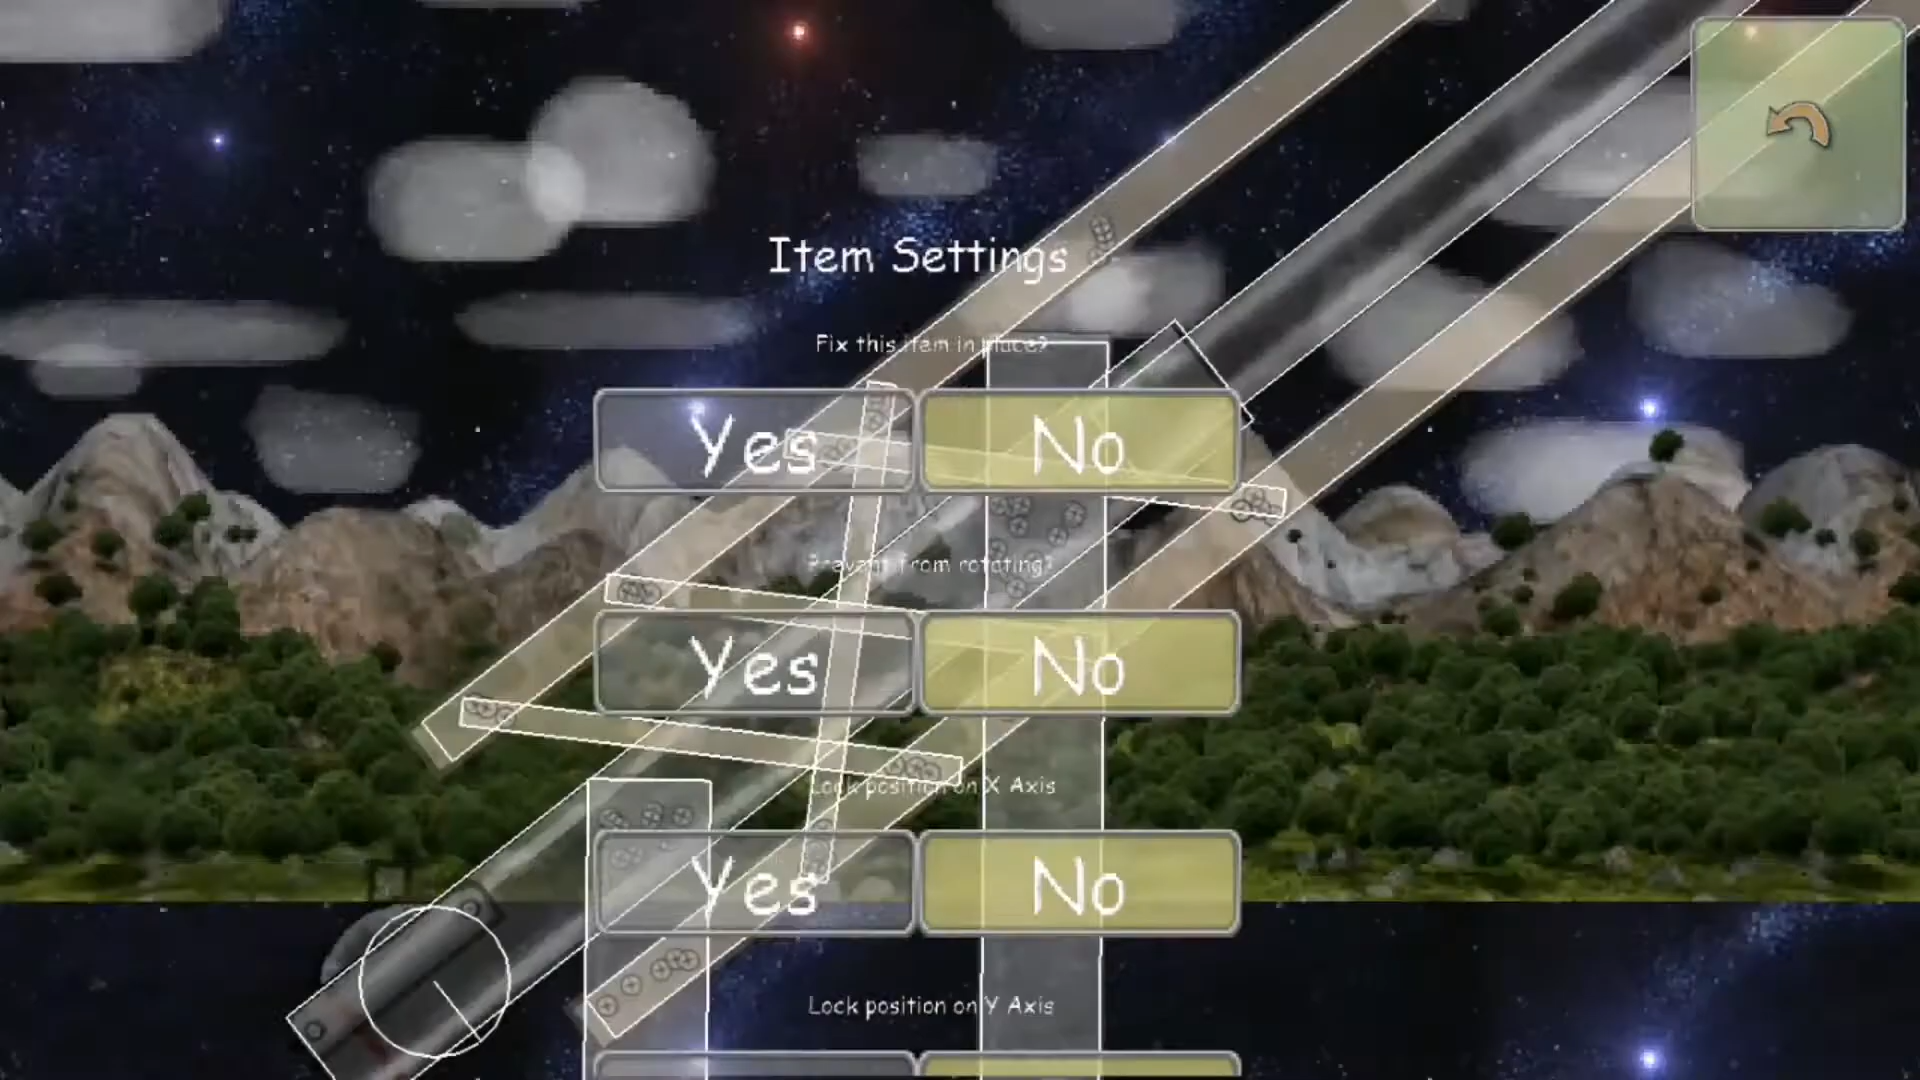 Item Settings
Fix this item in place?
Yes No
Prevent from rotating?
Yes No
Lock position on X Axis
Yes No
Lock position on Y Axis